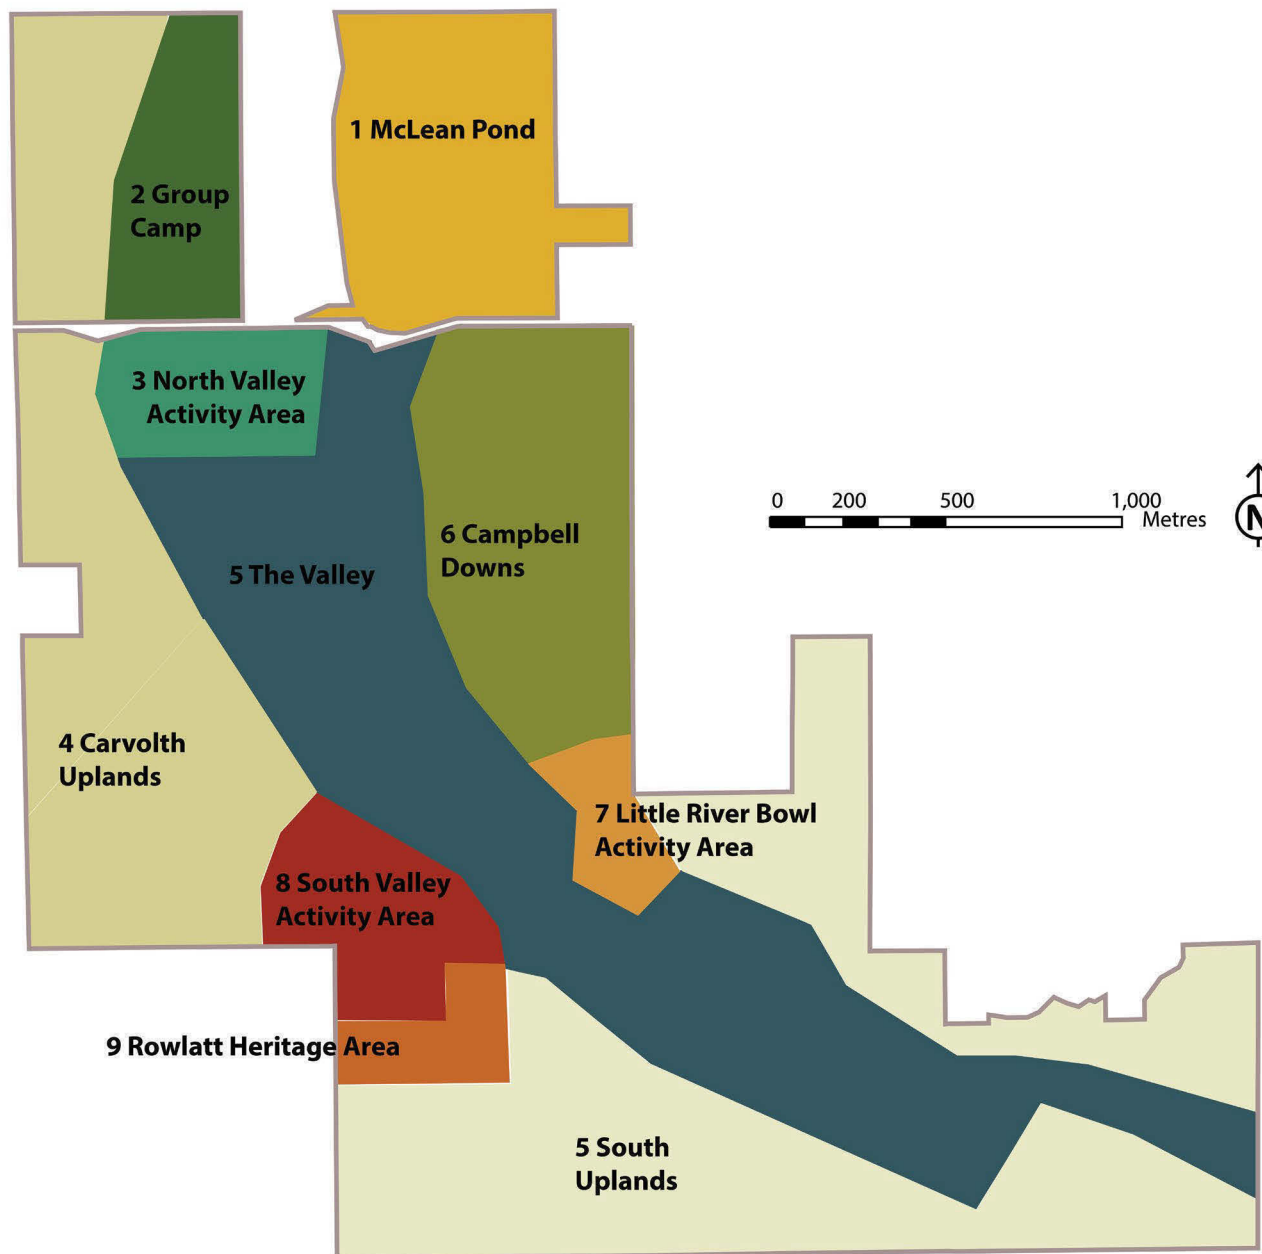 1 McLean Pond
2 Group
Camp
3 North Valley
Activity Area
0 200 500 1,000
Metres
N
6 Campbell
Downs
5 The Valley
4 Carvolth
Uplands
7 Little River Bowl
Activity Area
8 South Valley
Activity Area
9 Rowlatt Heritage Area
5 South
Uplands